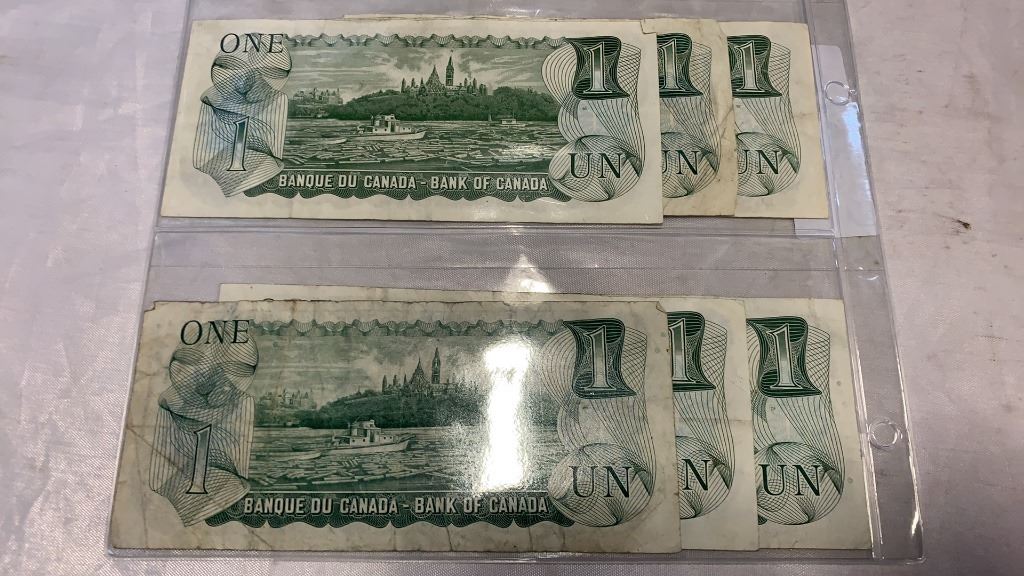 ONE 1 1 1
1
UN UN UN
BANQUE DU CANADA - BANK OF CANADA
ONE 1 1 1
1
UN N UN
BANQUE DU CANADA - BANK OF CANADA